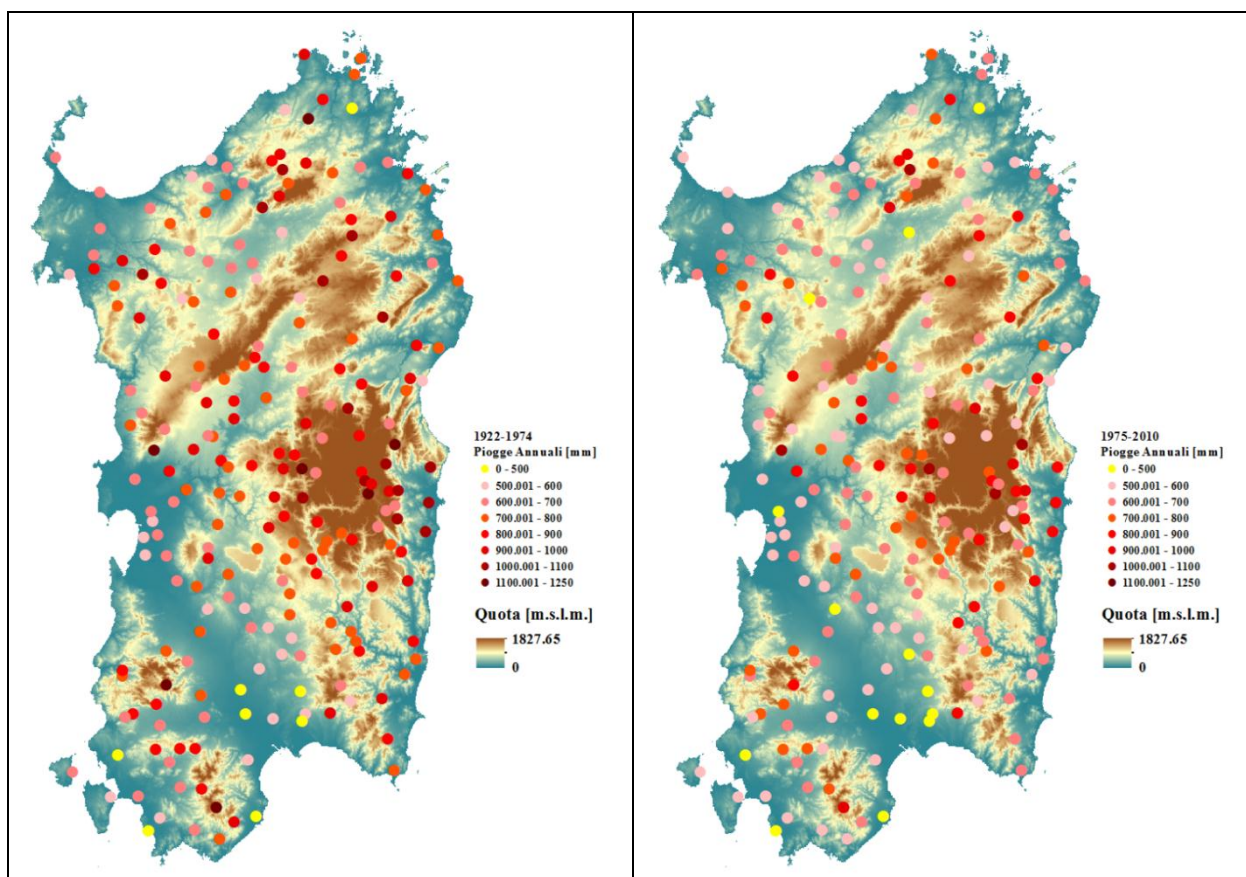 1922-1974
Piogge Annuali [mm]
0 - 500
500.001 - 600
600.001 - 700
700.001 - 800
800.001 - 900
900.001 - 1000
1000.001 - 1100
1100.001 - 1250
Quota [m.s.l.m.]
1827.65
0
1975-2010
Piogge Annuali [mm]
0 - 500
500.001 - 600
600.001 - 700
700.001 - 800
800.001 - 900
900.001 - 1000
1000.001 - 1100
1100.001 - 1250
Quota [m.s.l.m.]
1827.65
0